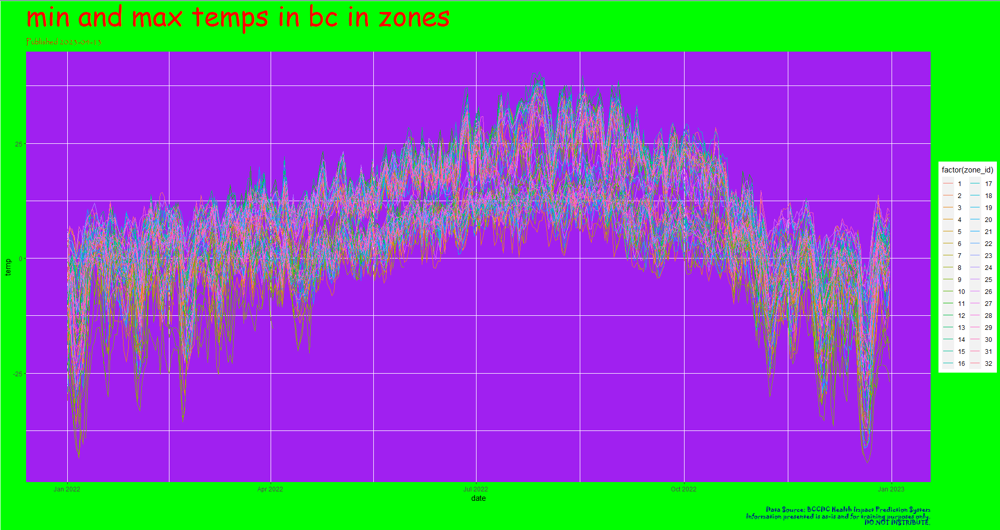 min and max temps in bc in zones
Published 2023-04-13
25
0
-25
temp
Jan 2022
Apr 2022
Jul 2022
Oct 2022
Jan 2023
date
factor(zone_id)
1 17
2 18
3 19
4 20
5 21
6 22
7 23
8 24
9 25
10 26
11 27
12 28
13 29
14 30
15 31
16 32
Data Source: BCCDC Health Impact Prediction System
Information presented is as-is and for training purposes only.
DO NOT DISTRIBUTE.